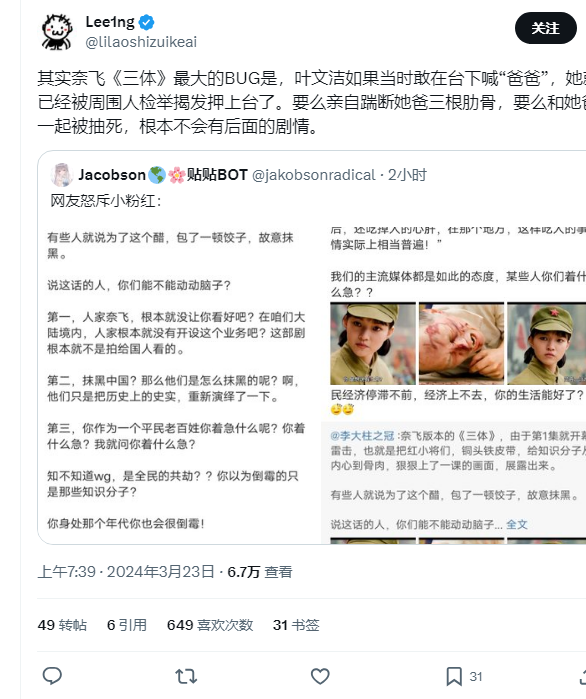 Lee1ng
@lilaoshizuikeai
关注
其实奈飞《三体》最大的BUG是，叶文洁如果当时敢在台下喊“爸爸”，她
已经被周围人检举揭发押上台了。要么亲自踹断她爸三根肋骨，要么和她
一起被抽死，根本不会有后面的剧情。
Jacobson🌎🌸贴贴BOT @jakobsonradical · 2小时
网友怒斥小粉红：
有些人就说为了这个醋，包了一顿饺子，故意抹
黑。
说这话的人，你们能不能动动脑子？
第一，人家奈飞，根本就没让你看好吧？在咱们大
陆境内，人家根本就没有开设这个业务吧？这部剧
根本就不是拍给国人看的。
第二，抹黑中国？那么他们是怎么抹黑的呢？啊，
他们只是把历史上的史实，重新演绎了一下。
第三，你作为一个平民老百姓你着急什么呢？你着
什么急？我就问你着什么急？
知不知道wg，是全民的共劫？？你以为倒霉的只
是那些知识分子？
你身处那个年代你也会很倒霉！
后，还吃掉人的心肝，在那个地方，这样吃人的事
情实际上相当普遍！”
我们的主流媒体都是如此的态度，某些人你们着什
么急？？
民经济停滞不前，经济上不去，你的生活能好了？
😅😅
@李大柱之冠：奈飞版本的《三体》，由于第1集就开幕
雷击，也就是把红小将们，铜头铁皮带，给知识分子从
内心到骨肉，狠狠上了一课的画面，展露出来。
有些人就说为了这个醋，包了一顿饺子，故意抹黑。
说这话的人，你们能不能动动脑子... 全文
上午7:39 · 2024年3月23日 · 6.7万 查看
49 转帖 6 引用 649 喜欢次数 31 书签
31